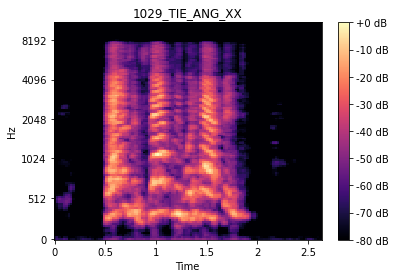 1029_TIE_ANG_XX
+0 dB
8192
-10 dB
4096
-20 dB
-30 dB
2048
Hz
-40 dB
1024
-50 dB
512
-60 dB
-70 dB
0
-80 dB
0 0.5 1 1.5 2 2.5
Time